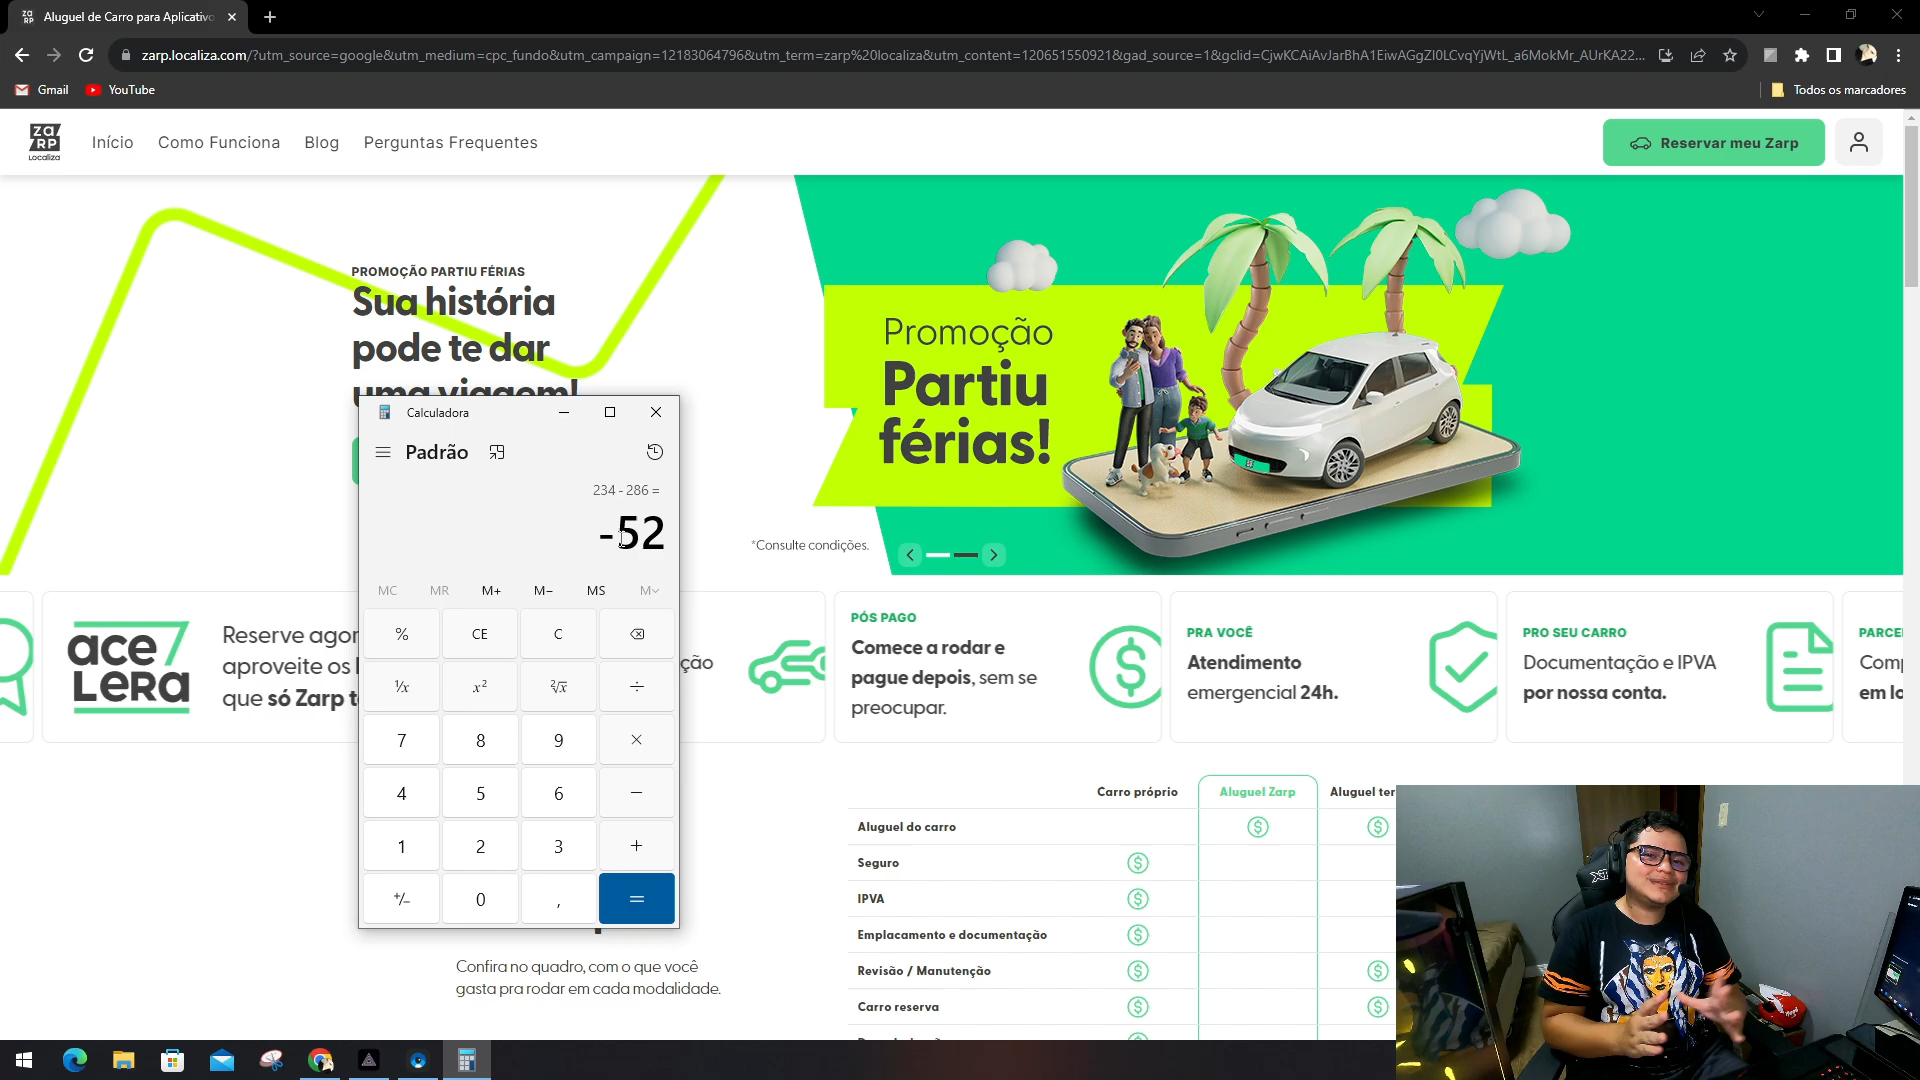 Aluguel de Carro para Aplicativo
zarp.localiza.com/?utm_source=google&utm_medium=cpc_fundo&utm_campaign=12183064796&utm_term=zarp%20localiza&utm_content=120651550921&gad_source=1&gclid=CjwKCAiAvJarBhA1EiwAGgZl0LCvqYjWtL_a6MokMr_AUrKA22...
Gmail
YouTube
Todos os marcadores
za
/RP
Localiza
Início
Como Funciona
Blog
Perguntas Frequentes
Reservar meu Zarp
PROMOÇÃO PARTIU FÉRIAS
Sua história
pode te dar
uma viagem!
Promoção
Partiu
férias!
*Consulte condições.
Calculadora
Padrão
234 - 286 =
-52
MC MR M+ M− MS M
% CE C
¹/x x² ²√x ÷
7 8 9 ×
4 5 6 −
1 2 3 +
+/− 0 , =
aceLeRa
Reserve agor
aproveite os
que só Zarp t
ção
PÓS PAGO
Comece a rodar e
pague depois, sem se
preocupar.
PRA VOCÊ
Atendimento
emergencial 24h.
PRO SEU CARRO
Documentação e IPVA
por nossa conta.
PARCE
Comp
em lo
Confira no quadro, com o que você
gasta pra rodar em cada modalidade.
Carro próprio
Aluguel Zarp
Aluguel ter
Aluguel do carro
Seguro
IPVA
Emplacamento e documentação
Revisão / Manutenção
Carro reserva